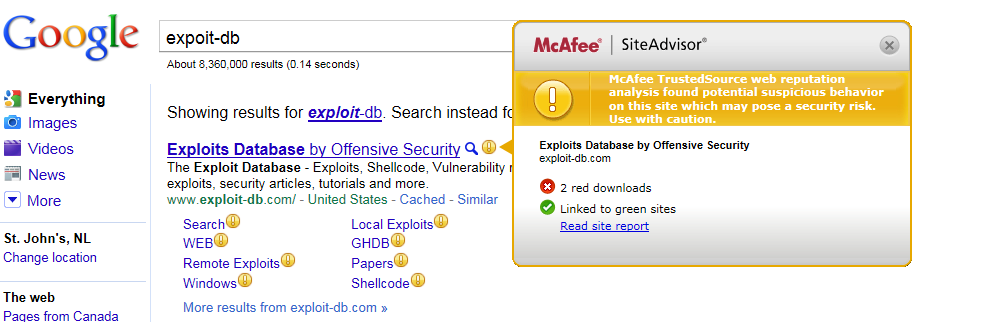 Google
expoit-db
About 8,360,000 results (0.14 seconds)
Everything
Images
Videos
News
More
St. John's, NL
Change location
The web
Pages from Canada
Showing results for exploit-db. Search instead fo
Exploits Database by Offensive Security
The Exploit Database - Exploits, Shellcode, Vulnerability
exploits, security articles, tutorials and more.
www.exploit-db.com/ - United States - Cached - Similar
Search
Local Exploits
WEB
GHDB
Remote Exploits
Papers
Windows
Shellcode
More results from exploit-db.com »
McAfee® | SiteAdvisor®
McAfee TrustedSource web reputation
analysis found potential suspicious behavior
on this site which may pose a security risk.
Use with caution.
Exploits Database by Offensive Security
exploit-db.com
2 red downloads
Linked to green sites
Read site report